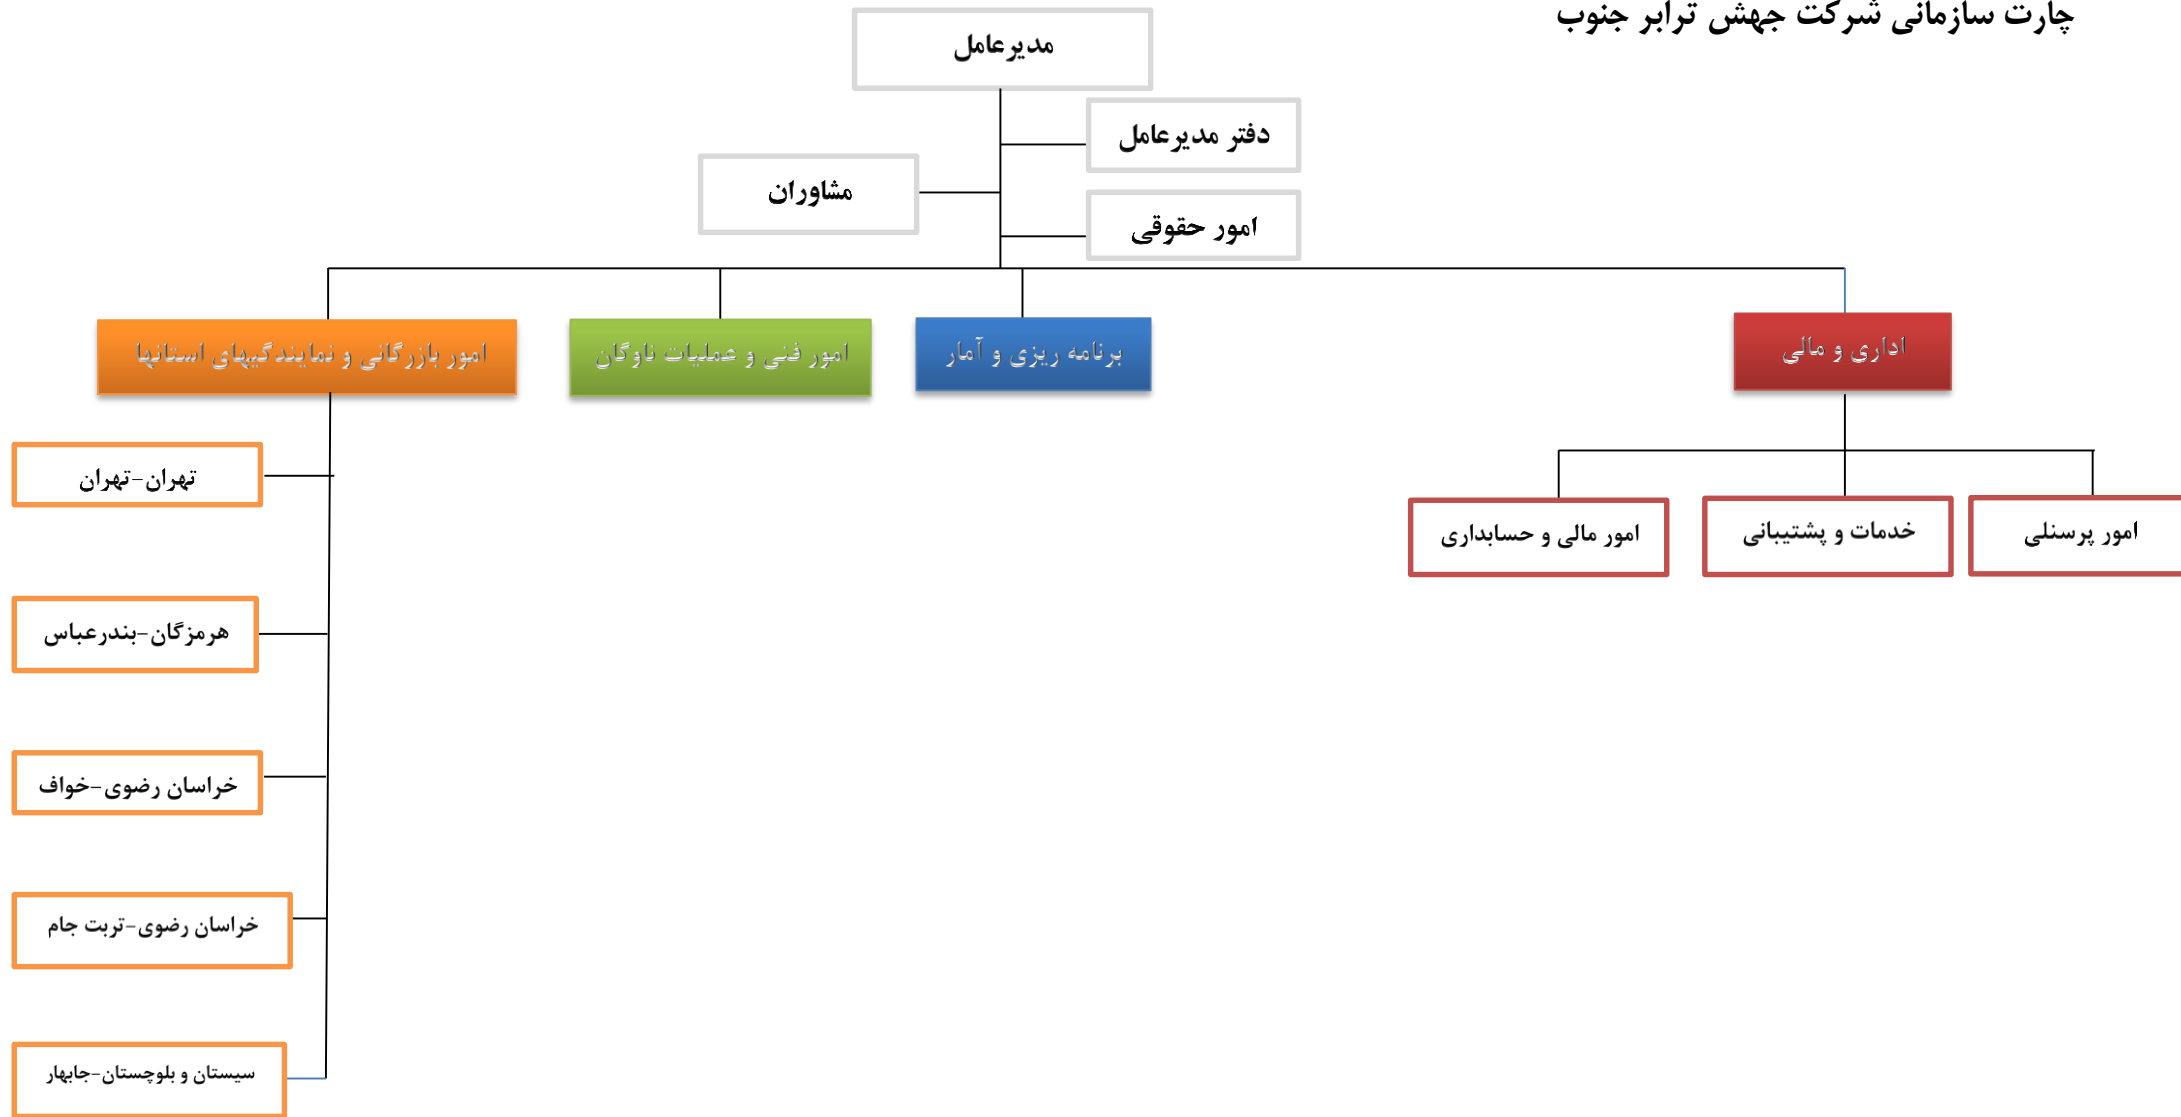 چارت سازمانی شرکت جهش ترابر جنوب
مدیرعامل
دفتر مدیرعامل
مشاوران
امور حقوقی
اداری و مالی
برنامه ریزی و آمار
امور فنی و عملیات ناوگان
امور بازرگانی و نمایندگیهای استانها
امور پرسنلی
خدمات و پشتیبانی
امور مالی و حسابداری
تهران-تهران
هرمزگان-بندرعباس
خراسان رضوی-خواف
خراسان رضوی-تربت جام
سیستان و بلوچستان-جابهار